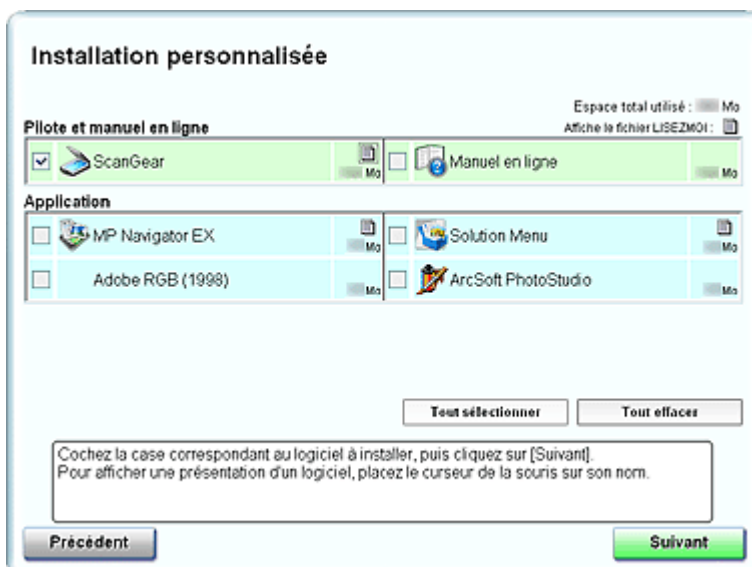 Installation personnalisée
Espace total utilisé : Mo
Pilote et manuel en ligne
Affiche le fichier LISEZMOI :
ScanGear Mo
Manuel en ligne Mo
Application
MP Navigator EX Mo
Solution Menu Mo
Adobe RGB (1998) Mo
ArcSoft PhotoStudio Mo
Tout sélectionner
Tout effacer
Cochez la case correspondant au logiciel à installer, puis cliquez sur [Suivant].
Pour afficher une présentation d'un logiciel, placez le curseur de la souris sur son nom.
Précédent
Suivant